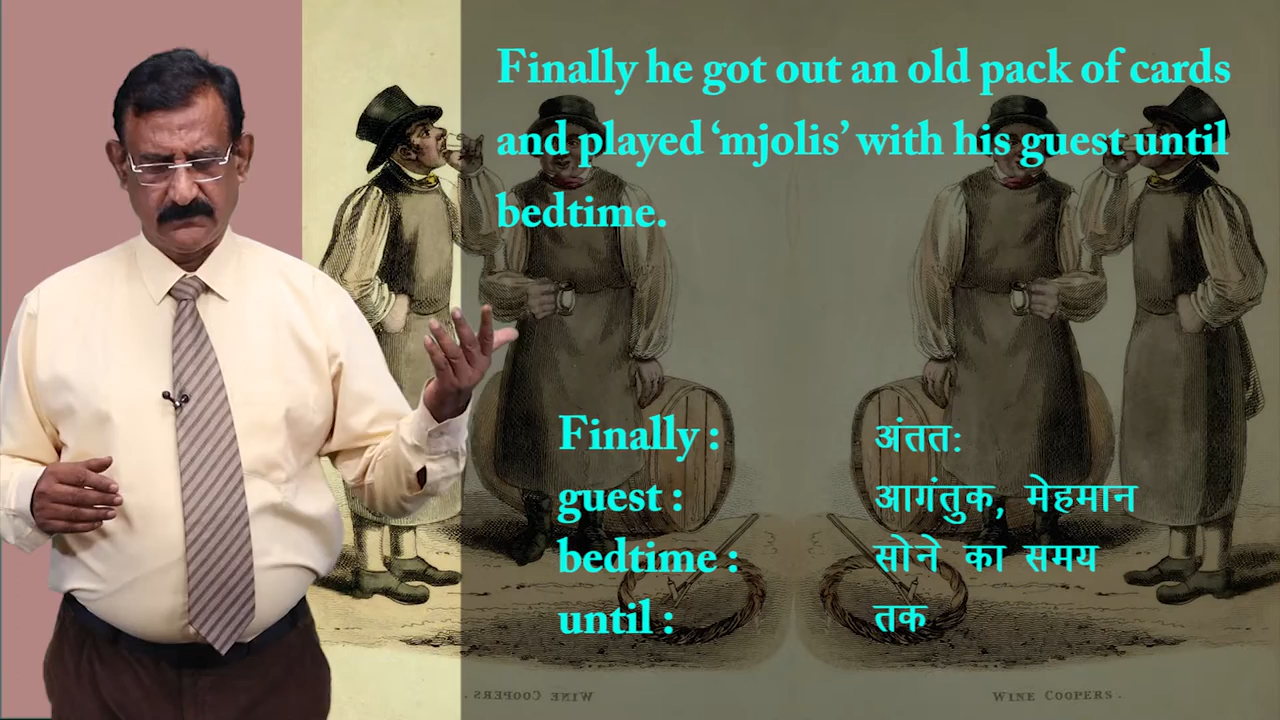 Finally he got out an old pack of cards
and played ‘mjolis’ with his guest until
bedtime.
Finally : अंतत:
guest : आगंतुक, मेहमान
bedtime : सोने का समय
until : तक
WINE COOPERS .
WINE COOPERS .